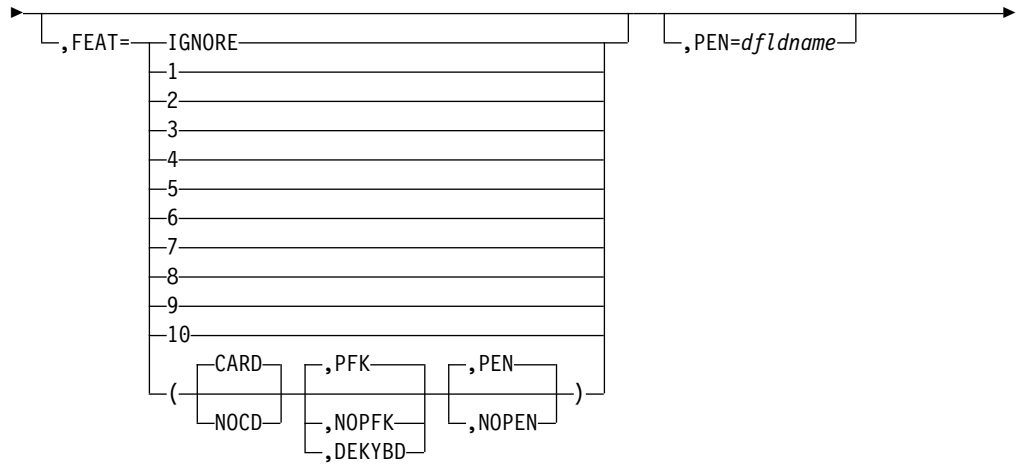 ,FEAT= IGNORE ,PEN=dfldname
1
2
3
4
5
6
7
8
9
10
CARD ,PFK ,PEN
( )
NOCD ,NOPFK ,NOPEN
,DEKYBD